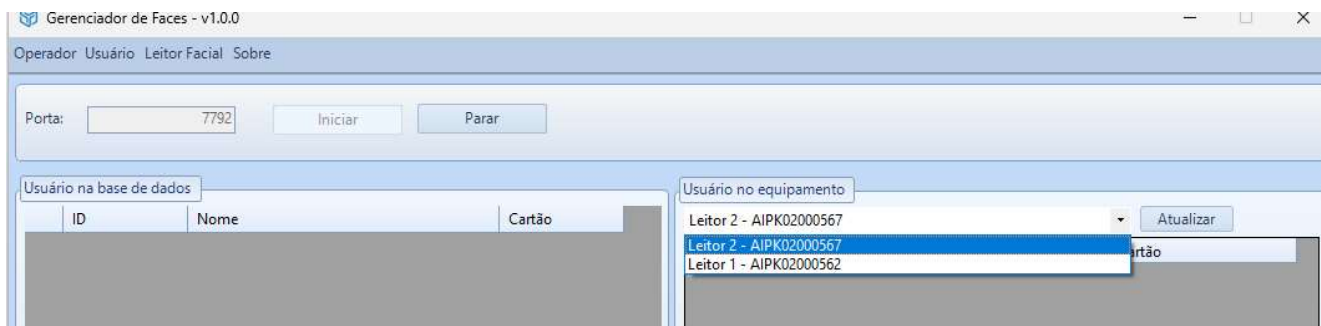 Gerenciador de Faces - v1.0.0
Operador Usuário Leitor Facial Sobre
Porta: 7792 Iniciar Parar
Usuário na base de dados
ID Nome Cartão
Usuário no equipamento
Leitor 2 - AIPK02000567 Atualizar
Leitor 2 - AIPK02000567
Leitor 1 - AIPK02000562
artão